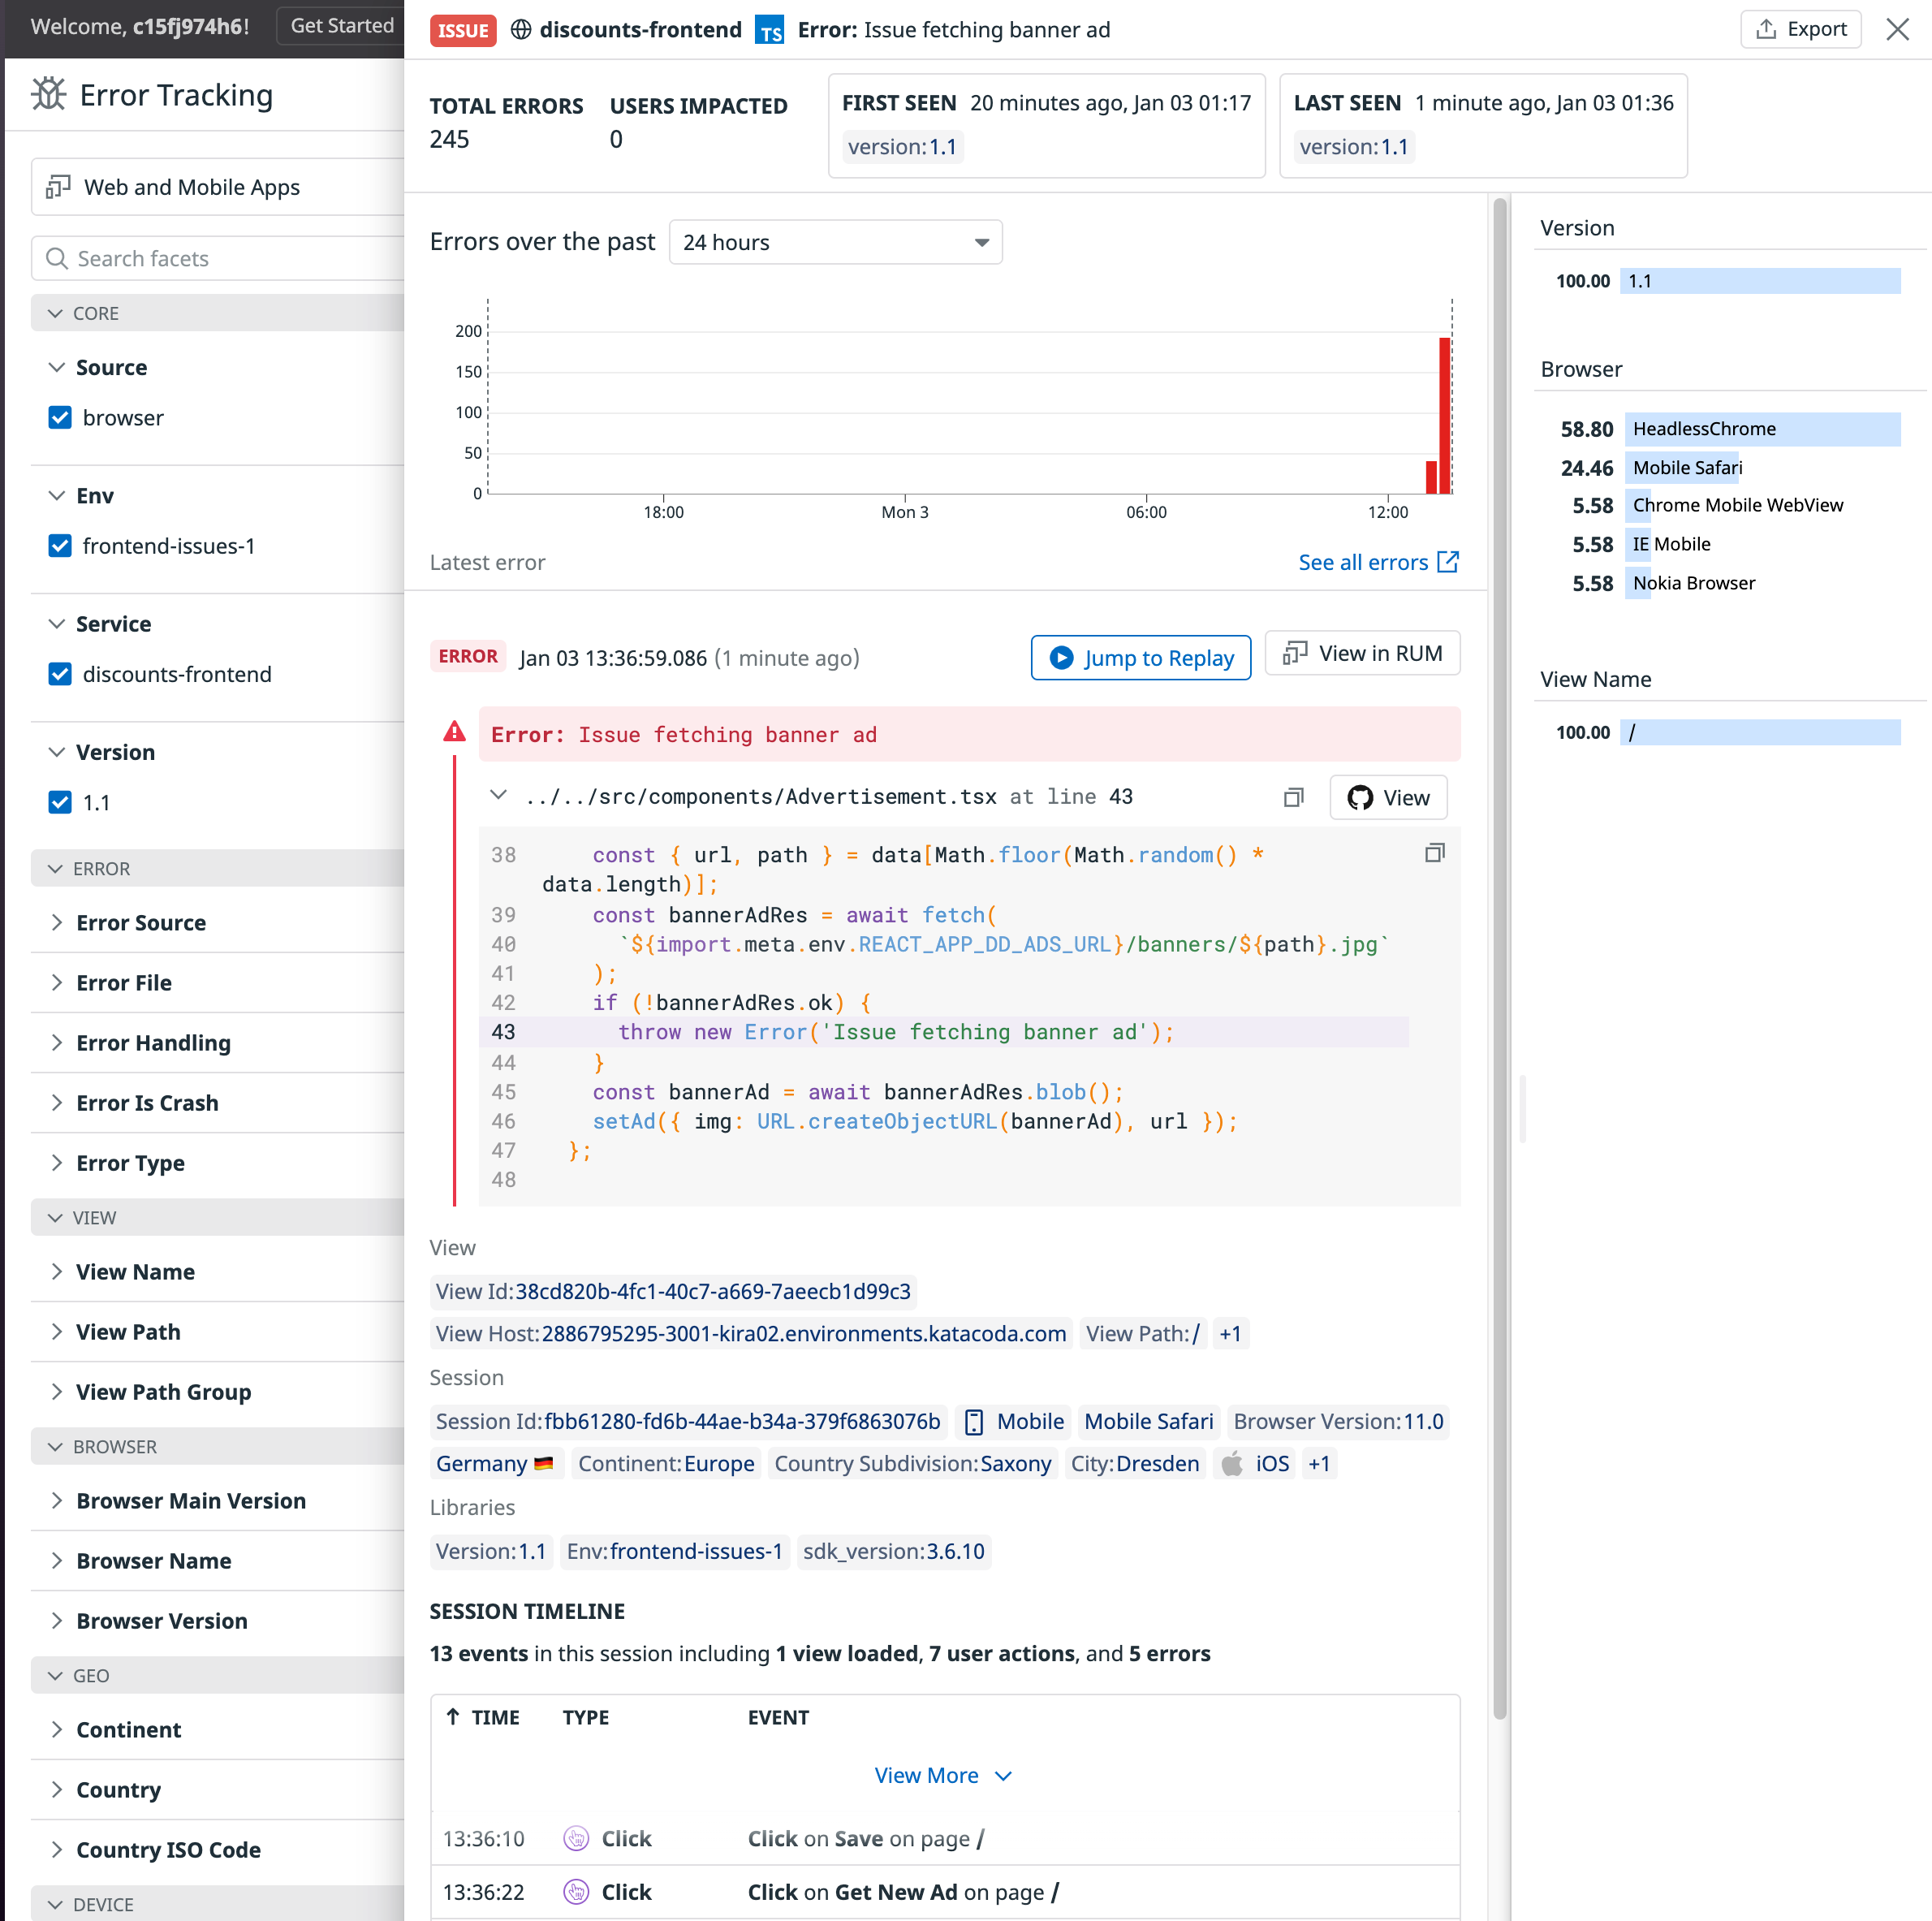 Welcome, c15fj974h6!
Get Started
Error Tracking
Web and Mobile Apps
Search facets
CORE
Source
browser
Env
frontend-issues-1
Service
discounts-frontend
Version
1.1
ERROR
Error Source
Error File
Error Handling
Error Is Crash
Error Type
VIEW
View Name
View Path
View Path Group
BROWSER
Browser Main Version
Browser Name
Browser Version
GEO
Continent
Country
Country ISO Code
DEVICE
ISSUE discounts-frontend TS Error: Issue fetching banner ad
Export
TOTAL ERRORS
245
USERS IMPACTED
0
FIRST SEEN 20 minutes ago, Jan 03 01:17
version:1.1
LAST SEEN 1 minute ago, Jan 03 01:36
version:1.1
Errors over the past 24 hours
200
150
100
50
0
18:00 Mon 3 06:00 12:00
Latest error
See all errors
ERROR Jan 03 13:36:59.086 (1 minute ago)
Jump to Replay
View in RUM
Error: Issue fetching banner ad
../../src/components/Advertisement.tsx at line 43
View
38 const { url, path } = data[Math.floor(Math.random() *
data.length)];
39 const bannerAdRes = await fetch(
40 `${import.meta.env.REACT_APP_DD_ADS_URL}/banners/${path}.jpg`
41 );
42 if (!bannerAdRes.ok) {
43 throw new Error('Issue fetching banner ad');
44 }
45 const bannerAd = await bannerAdRes.blob();
46 setAd({ img: URL.createObjectURL(bannerAd), url });
47 };
48
View
View Id:38cd820b-4fc1-40c7-a669-7aeecb1d99c3
View Host:2886795295-3001-kira02.environments.katacoda.com View Path:/ +1
Session
Session Id:fbb61280-fd6b-44ae-b34a-379f6863076b Mobile Mobile Safari Browser Version:11.0
Germany Continent:Europe Country Subdivision:Saxony City:Dresden iOS +1
Libraries
Version:1.1 Env:frontend-issues-1 sdk_version:3.6.10
SESSION TIMELINE
13 events in this session including 1 view loaded, 7 user actions, and 5 errors
TIME TYPE EVENT
View More
13:36:10 Click Click on Save on page /
13:36:22 Click Click on Get New Ad on page /
Version
100.00 1.1
Browser
58.80 HeadlessChrome
24.46 Mobile Safari
5.58 Chrome Mobile WebView
5.58 IE Mobile
5.58 Nokia Browser
View Name
100.00 /